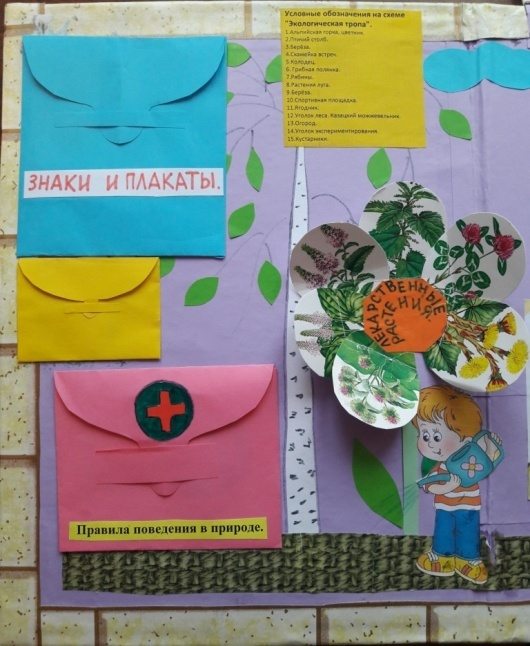 Условные обозначения на схеме
"Экологическая тропа".
1.Альпийская горка, цветник.
2.Птичий столб.
3.Берёза.
4.Скамейка встреч.
5.Колодец.
6. Грибная полянка.
7.Рябины.
8.Растения луга.
9.Берёза.
10.Спортивная площадка.
11.Ягодник.
12.Уголок леса. Казацкий можжевельник.
13.Огород.
14.Уголок экспериментирования.
15.Кустарники.
ЗНАКИ И ПЛАКАТЫ.
ЛЕКАРСТВЕННЫЕ
РАСТЕНИЯ.
Правила поведения в природе.